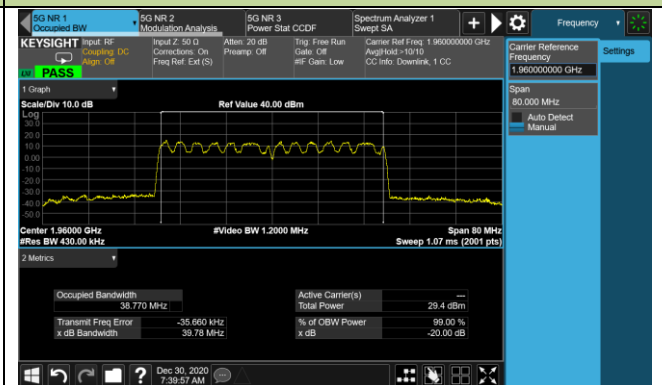 5G NR 1
Occupied BW
5G NR 2
Modulation Analysis
5G NR 3
Power Stat CCDF
Spectrum Analyzer 1
Swept SA
Frequency
KEYSIGHT
Input: RF
Coupling: DC
Align: Off
Input Z: 50 Ω
Corrections: On
Freq Ref: Ext (S)
Atten: 20 dB
Preamp: Off
Trig: Free Run
Gate: Off
#IF Gain: Low
Carrier Ref Freq: 1.960000000 GHz
Avg|Hold:>10/10
CC Info: Downlink, 1 CC
LXI PASS
Carrier Reference
Frequency
1.960000000 GHz
Settings
Span
80.000 MHz
Auto Detect
Manual
1 Graph
Scale/Div 10.0 dB
Ref Value 40.00 dBm
Log
30.0
20.0
10.0
0.00
-10.0
-20.0
-30.0
-40.0
-50.0
Center 1.96000 GHz
#Res BW 430.00 kHz
#Video BW 1.2000 MHz
Span 80 MHz
Sweep 1.07 ms (2001 pts)
2 Metrics
Occupied Bandwidth
38.770 MHz
Active Carrier(s)
---
Total Power 29.4 dBm
Transmit Freq Error -35.660 kHz
x dB Bandwidth 39.78 MHz
% of OBW Power 99.00 %
x dB -20.00 dB
?
Dec 30, 2020
7:39:57 AM